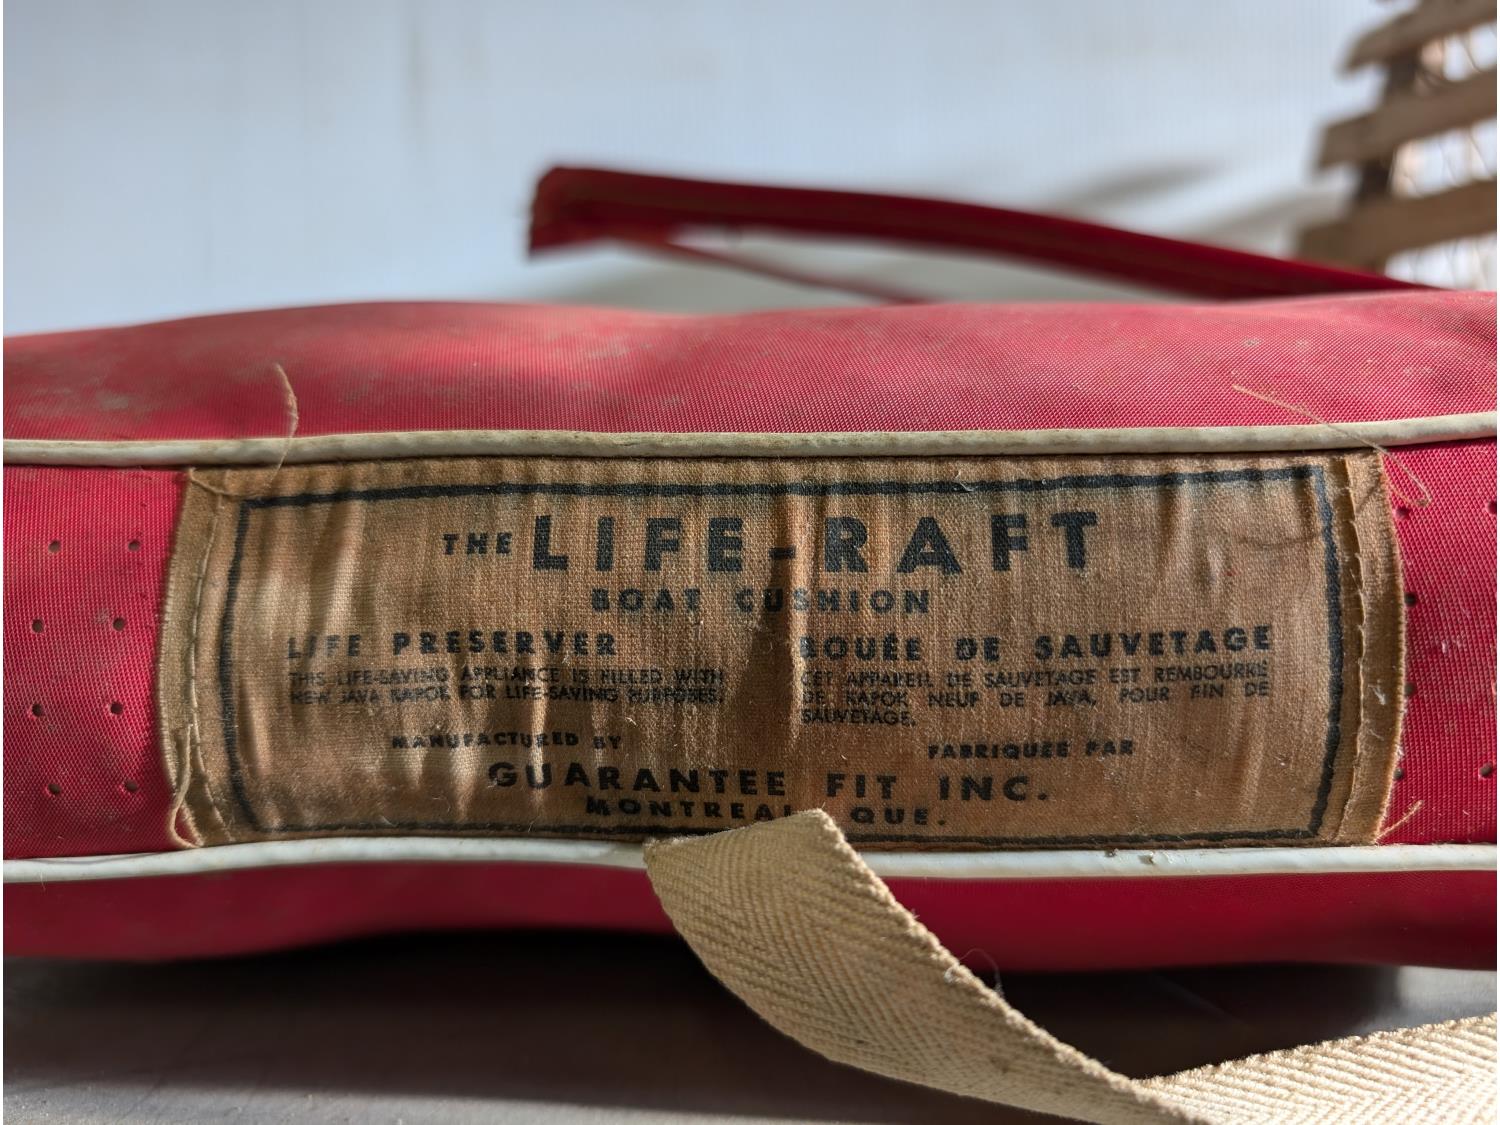 THE LIFE-RAFT
BOAT CUSHION
LIFE PRESERVER
THIS LIFE-SAVING APPLIANCE IS FILLED WITH
NEW JAVA KAPOK FOR LIFE-SAVING PURPOSES.
BOUÉE DE SAUVETAGE
CET APPAREIL DE SAUVETAGE EST REMBOURRE
DE KAPOK NEUF DE JAVA, POUR FIN DE
SAUVETAGE.
MANUFACTURED BY
FABRIQUÉE PAR
GUARANTEE FIT INC.
MONTREAL QUE.